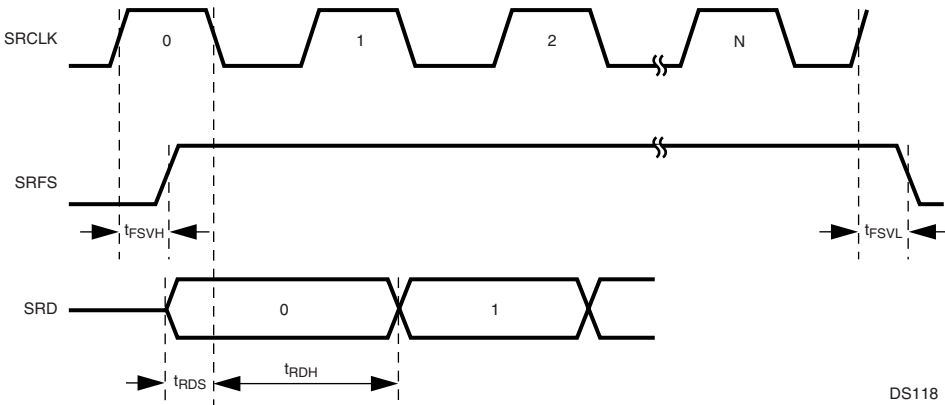 SRCLK
0
1
2
N
SRFS
tFSVH
tFSVL
SRD
0
1
tRDS
tRDH
DS118